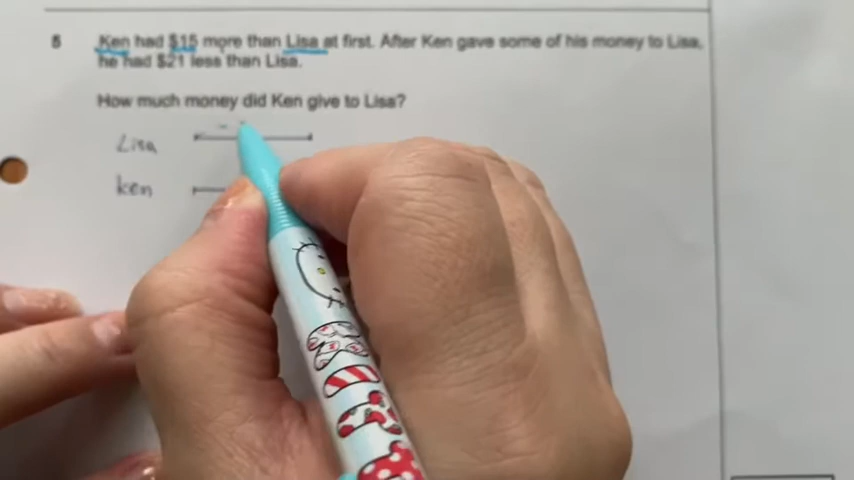 5 Ken had $15 more than Lisa at first. After Ken gave some of his money to Lisa,
he had $21 less than Lisa.
How much money did Ken give to Lisa?
Lisa
ken